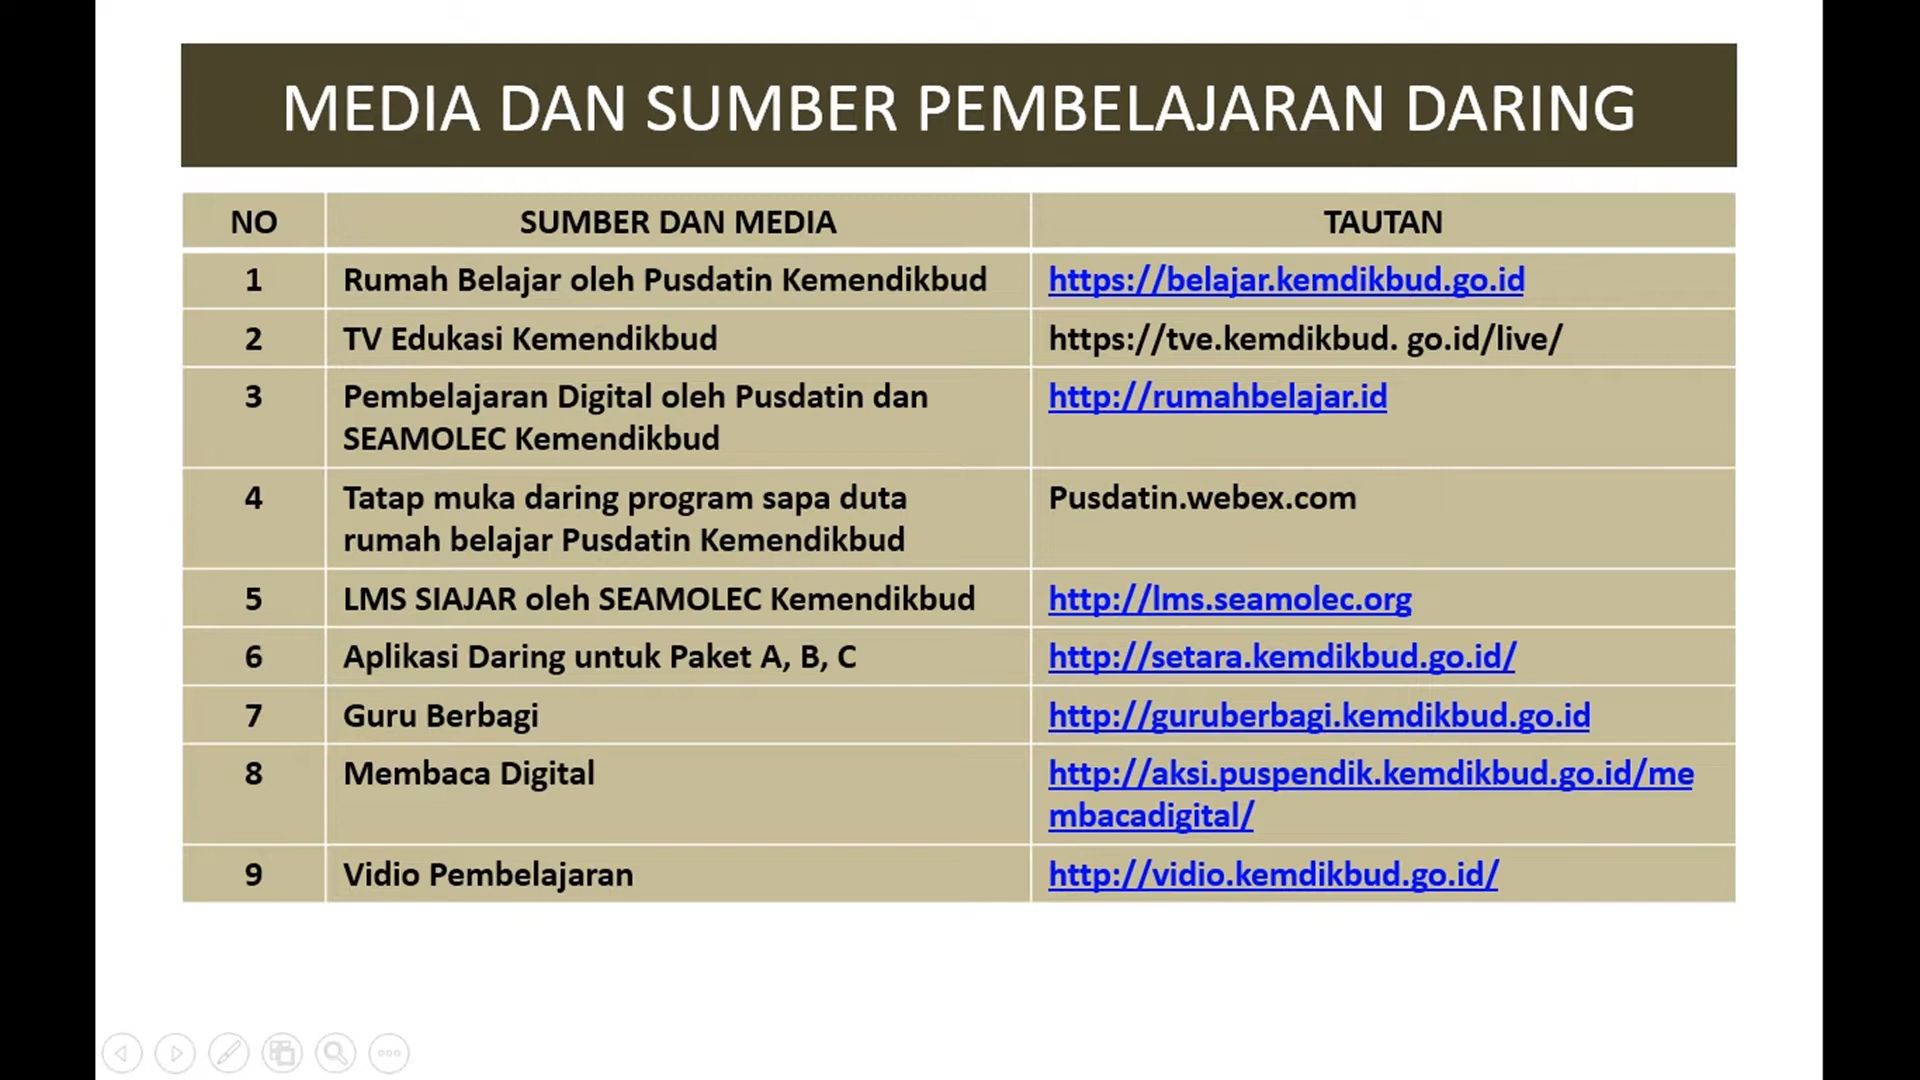 MEDIA DAN SUMBER PEMBELAJARAN DARING
NO SUMBER DAN MEDIA TAUTAN
1 Rumah Belajar oleh Pusdatin Kemendikbud https://belajar.kemdikbud.go.id
2 TV Edukasi Kemendikbud https://tve.kemdikbud. go.id/live/
3 Pembelajaran Digital oleh Pusdatin dan http://rumahbelajar.id
SEAMOLEC Kemendikbud
4 Tatap muka daring program sapa duta Pusdatin.webex.com
rumah belajar Pusdatin Kemendikbud
5 LMS SIAJAR oleh SEAMOLEC Kemendikbud http://lms.seamolec.org
6 Aplikasi Daring untuk Paket A, B, C http://setara.kemdikbud.go.id/
7 Guru Berbagi http://guruberbagi.kemdikbud.go.id
8 Membaca Digital http://aksi.puspendik.kemdikbud.go.id/me
mbacadigital/
9 Vidio Pembelajaran http://vidio.kemdikbud.go.id/